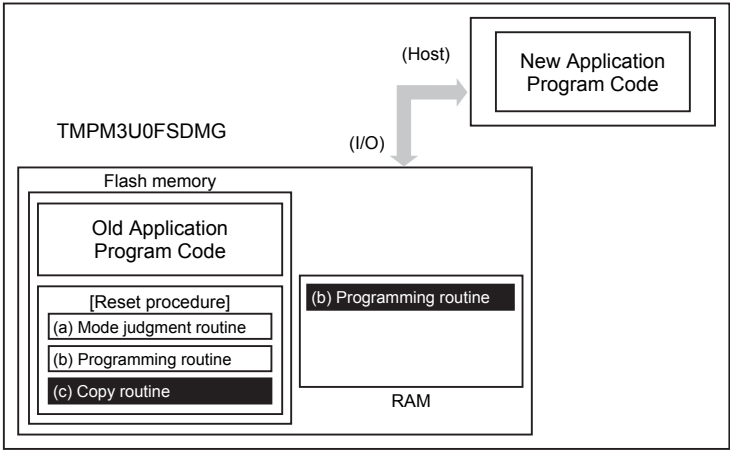 (Host)
New Application
Program Code
TMPM3U0FSDMG
(I/O)
Flash memory
Old Application
Program Code
[Reset procedure]
(a) Mode judgment routine
(b) Programming routine
(c) Copy routine
(b) Programming routine
RAM